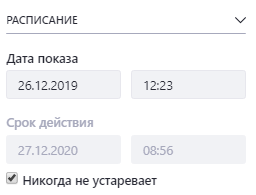 РАСПИСАНИЕ
Дата показа
26.12.2019 12:23
Срок действия
27.12.2020 08:56
Никогда не устаревает